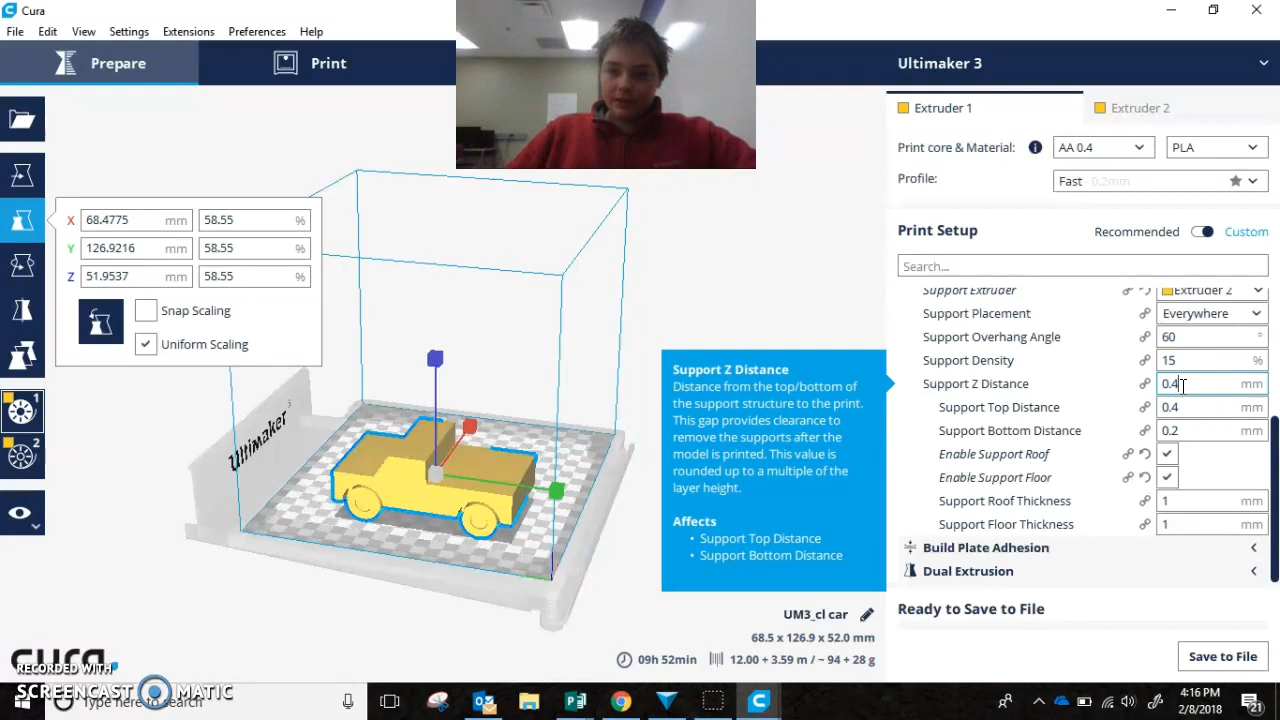 Cura
File Edit View Settings Extensions Preferences Help
Prepare Print Ultimaker 3
Extruder 1 Extruder 2
Print core & Material: AA 0.4 PLA
Profile: Fast - 0.2mm
Print Setup Recommended Custom
Search...
X 68.4775 mm 58.55 %
Y 126.9216 mm 58.55 %
Z 51.9537 mm 58.55 %
Snap Scaling
Uniform Scaling
Support Extruder Extruder 2
Support Placement Everywhere
Support Overhang Angle 60 °
Support Density 15 %
Support Z Distance 0.4 mm
Support Top Distance 0.4 mm
Support Bottom Distance 0.2 mm
Enable Support Roof
Enable Support Floor
Support Roof Thickness 1 mm
Support Floor Thickness 1 mm
Build Plate Adhesion
Dual Extrusion
Support Z Distance
Distance from the top/bottom of
the support structure to the print.
This gap provides clearance to
remove the supports after the
model is printed. This value is
rounded up to a multiple of the
layer height.
Affects
• Support Top Distance
• Support Bottom Distance
Ultimaker³
1
2
UM3_cl car
68.5 x 126.9 x 52.0 mm
09h 52min 12.00 + 3.59 m / ~ 94 + 28 g
Ready to Save to File
Save to File
cura.
RECORDED WITH
SCREENCAST MATIC
Type here to search
4:16 PM
2/8/2018
21